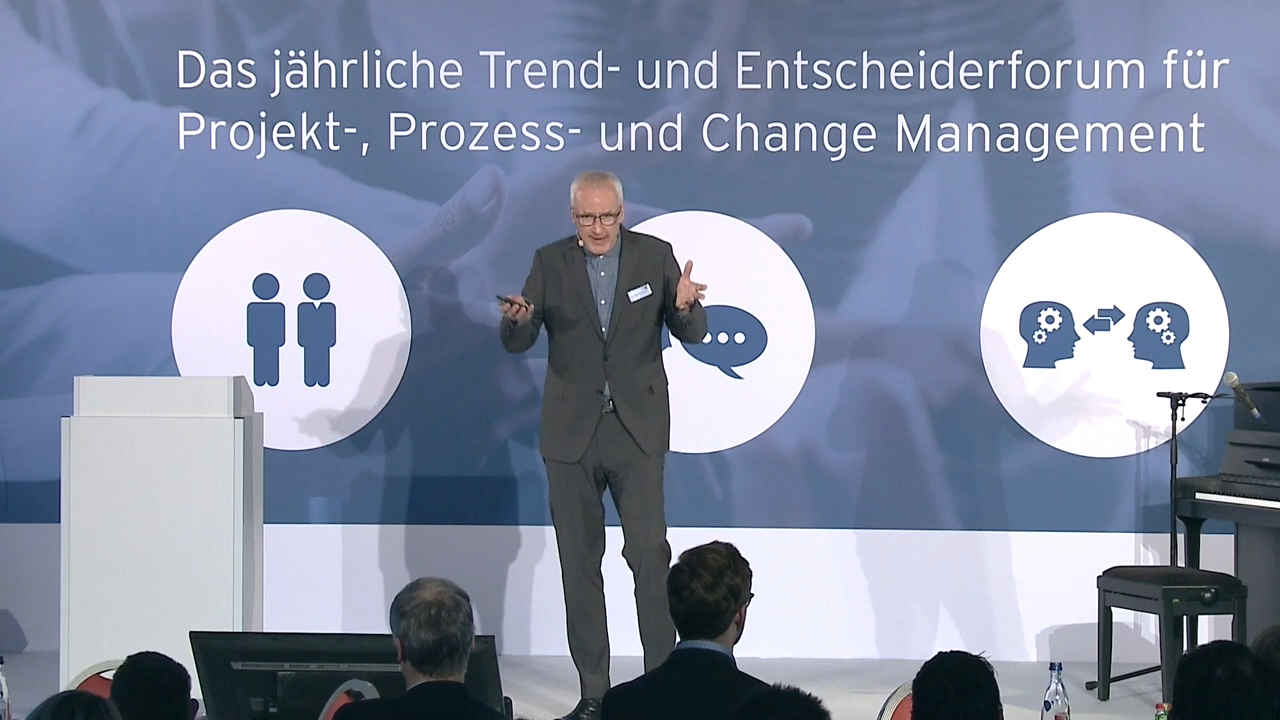 Das jährliche Trend- und Entscheiderforum für
Projekt-, Prozess- und Change Management